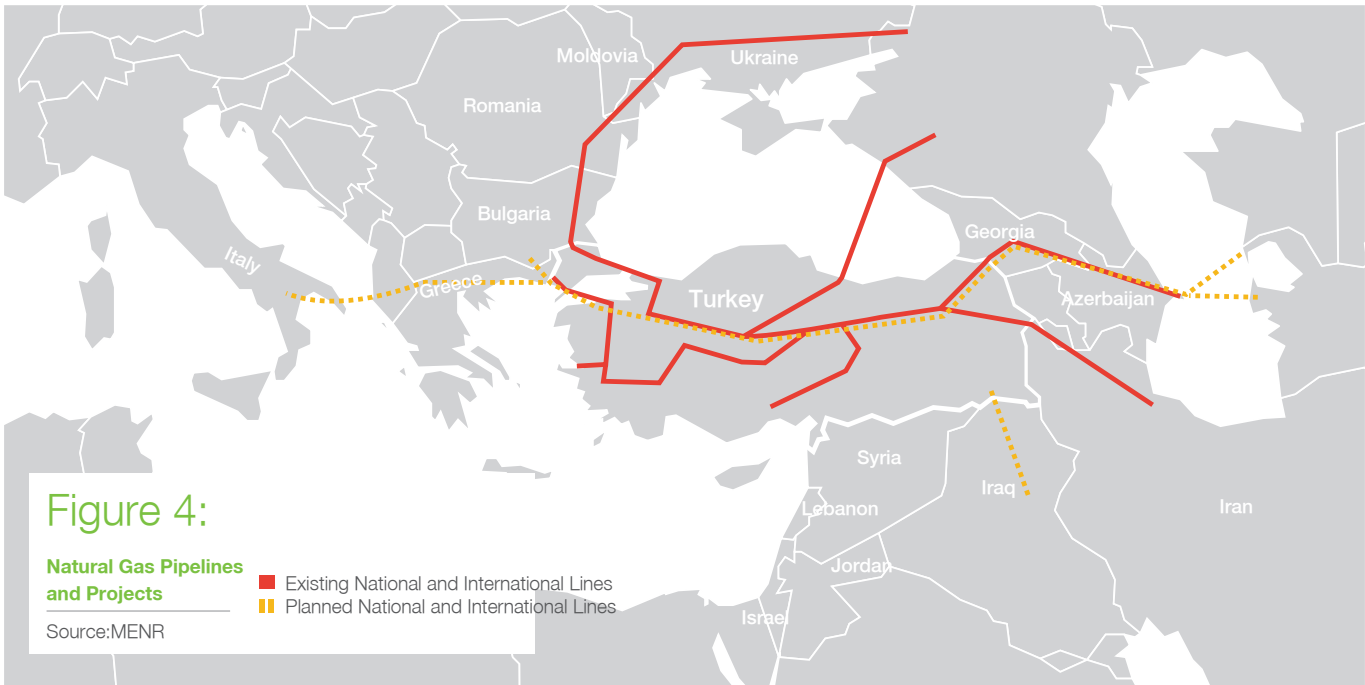 Moldovia
Ukraine
Romania
Bulgaria
Georgia
Italy
Greece
Turkey
Azerbaijan
Syria
Iraq
Iran
Lebanon
Jordan
Israel
Figure 4:
Natural Gas Pipelines
and Projects
Source:MENR
Existing National and International Lines
Planned National and International Lines